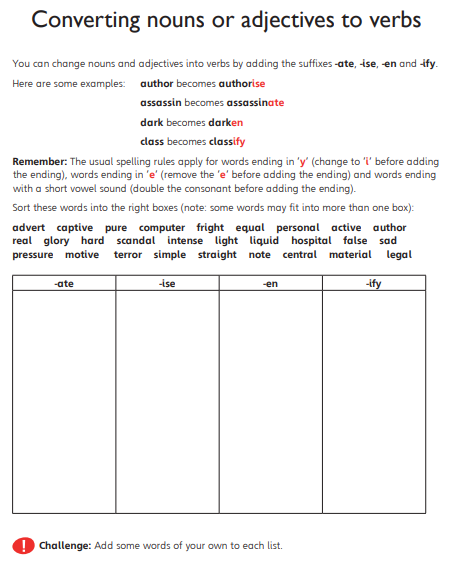 Converting nouns or adjectives to verbs
You can change nouns and adjectives into verbs by adding the suffixes -ate, -ise, -en and -ify.
Here are some examples: author becomes authorise
assassin becomes assassinate
dark becomes darken
class becomes classify
Remember: The usual spelling rules apply for words ending in 'y' (change to 'i' before adding
the ending), words ending in 'e' (remove the 'e' before adding the ending) and words ending
with a short vowel sound (double the consonant before adding the ending).
Sort these words into the right boxes (note: some words may fit into more than one box):
advert captive pure computer fright equal personal active author
real glory hard scandal intense light liquid hospital false sad
pressure motive terror simple straight note central material legal
-ate -ise -en -ify
! Challenge: Add some words of your own to each list.